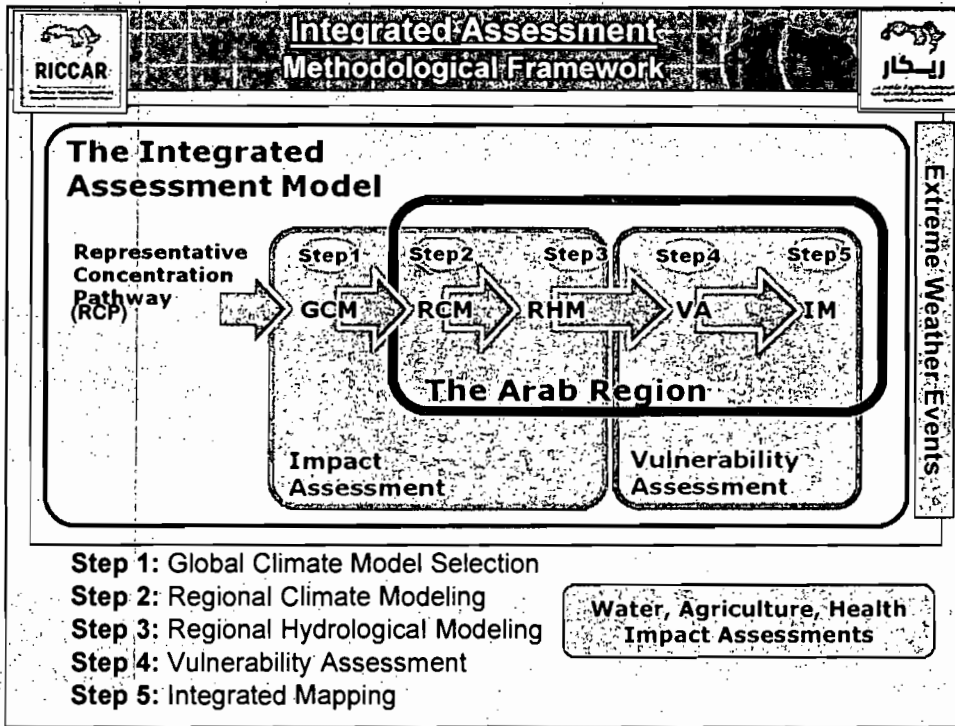 Integrated Assessment
Methodological Framework
RICCAR
ريكار
The Integrated
Assessment Model
Representative
Concentration
Pathway
(RCP)
Step1
Step2
Step3
Step4
Step5
GCM
RCM
RHM
VA
IM
The Arab Region
Impact
Assessment
Vulnerability
Assessment
Extreme Weather Events
Step 1: Global Climate Model Selection
Step 2: Regional Climate Modeling
Step 3: Regional Hydrological Modeling
Step 4: Vulnerability Assessment
Step 5: Integrated Mapping
Water, Agriculture, Health
Impact Assessments